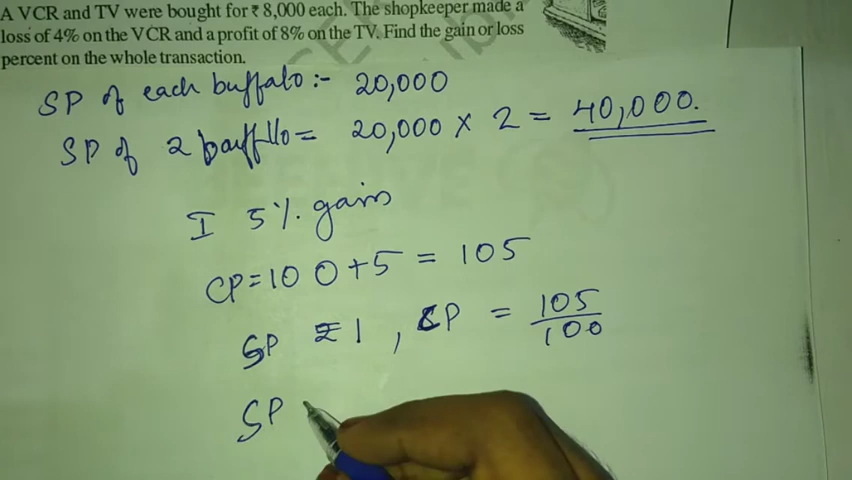 A VCR and TV were bought for ₹ 8,000 each. The shopkeeper made a
loss of 4% on the VCR and a profit of 8% on the TV. Find the gain or loss
percent on the whole transaction.
SP of each buffalo :- 20,000
SP of 2 buffllo = 20,000 × 2 = 40,000.
I 5% gain
CP = 100 + 5 = 105
SP ₹ 1 , CP = 105/100
SP